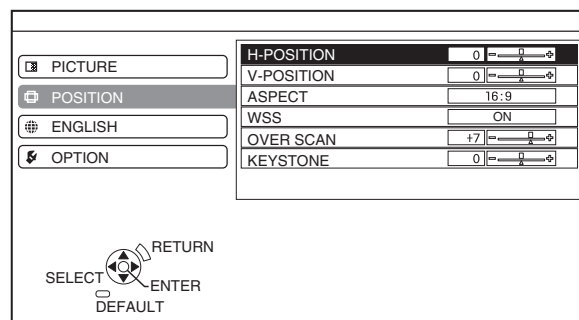 PICTURE
POSITION
ENGLISH
OPTION
H-POSITION 0
V-POSITION 0
ASPECT 16:9
WSS ON
OVER SCAN +7
KEYSTONE 0
RETURN
SELECT
ENTER
DEFAULT